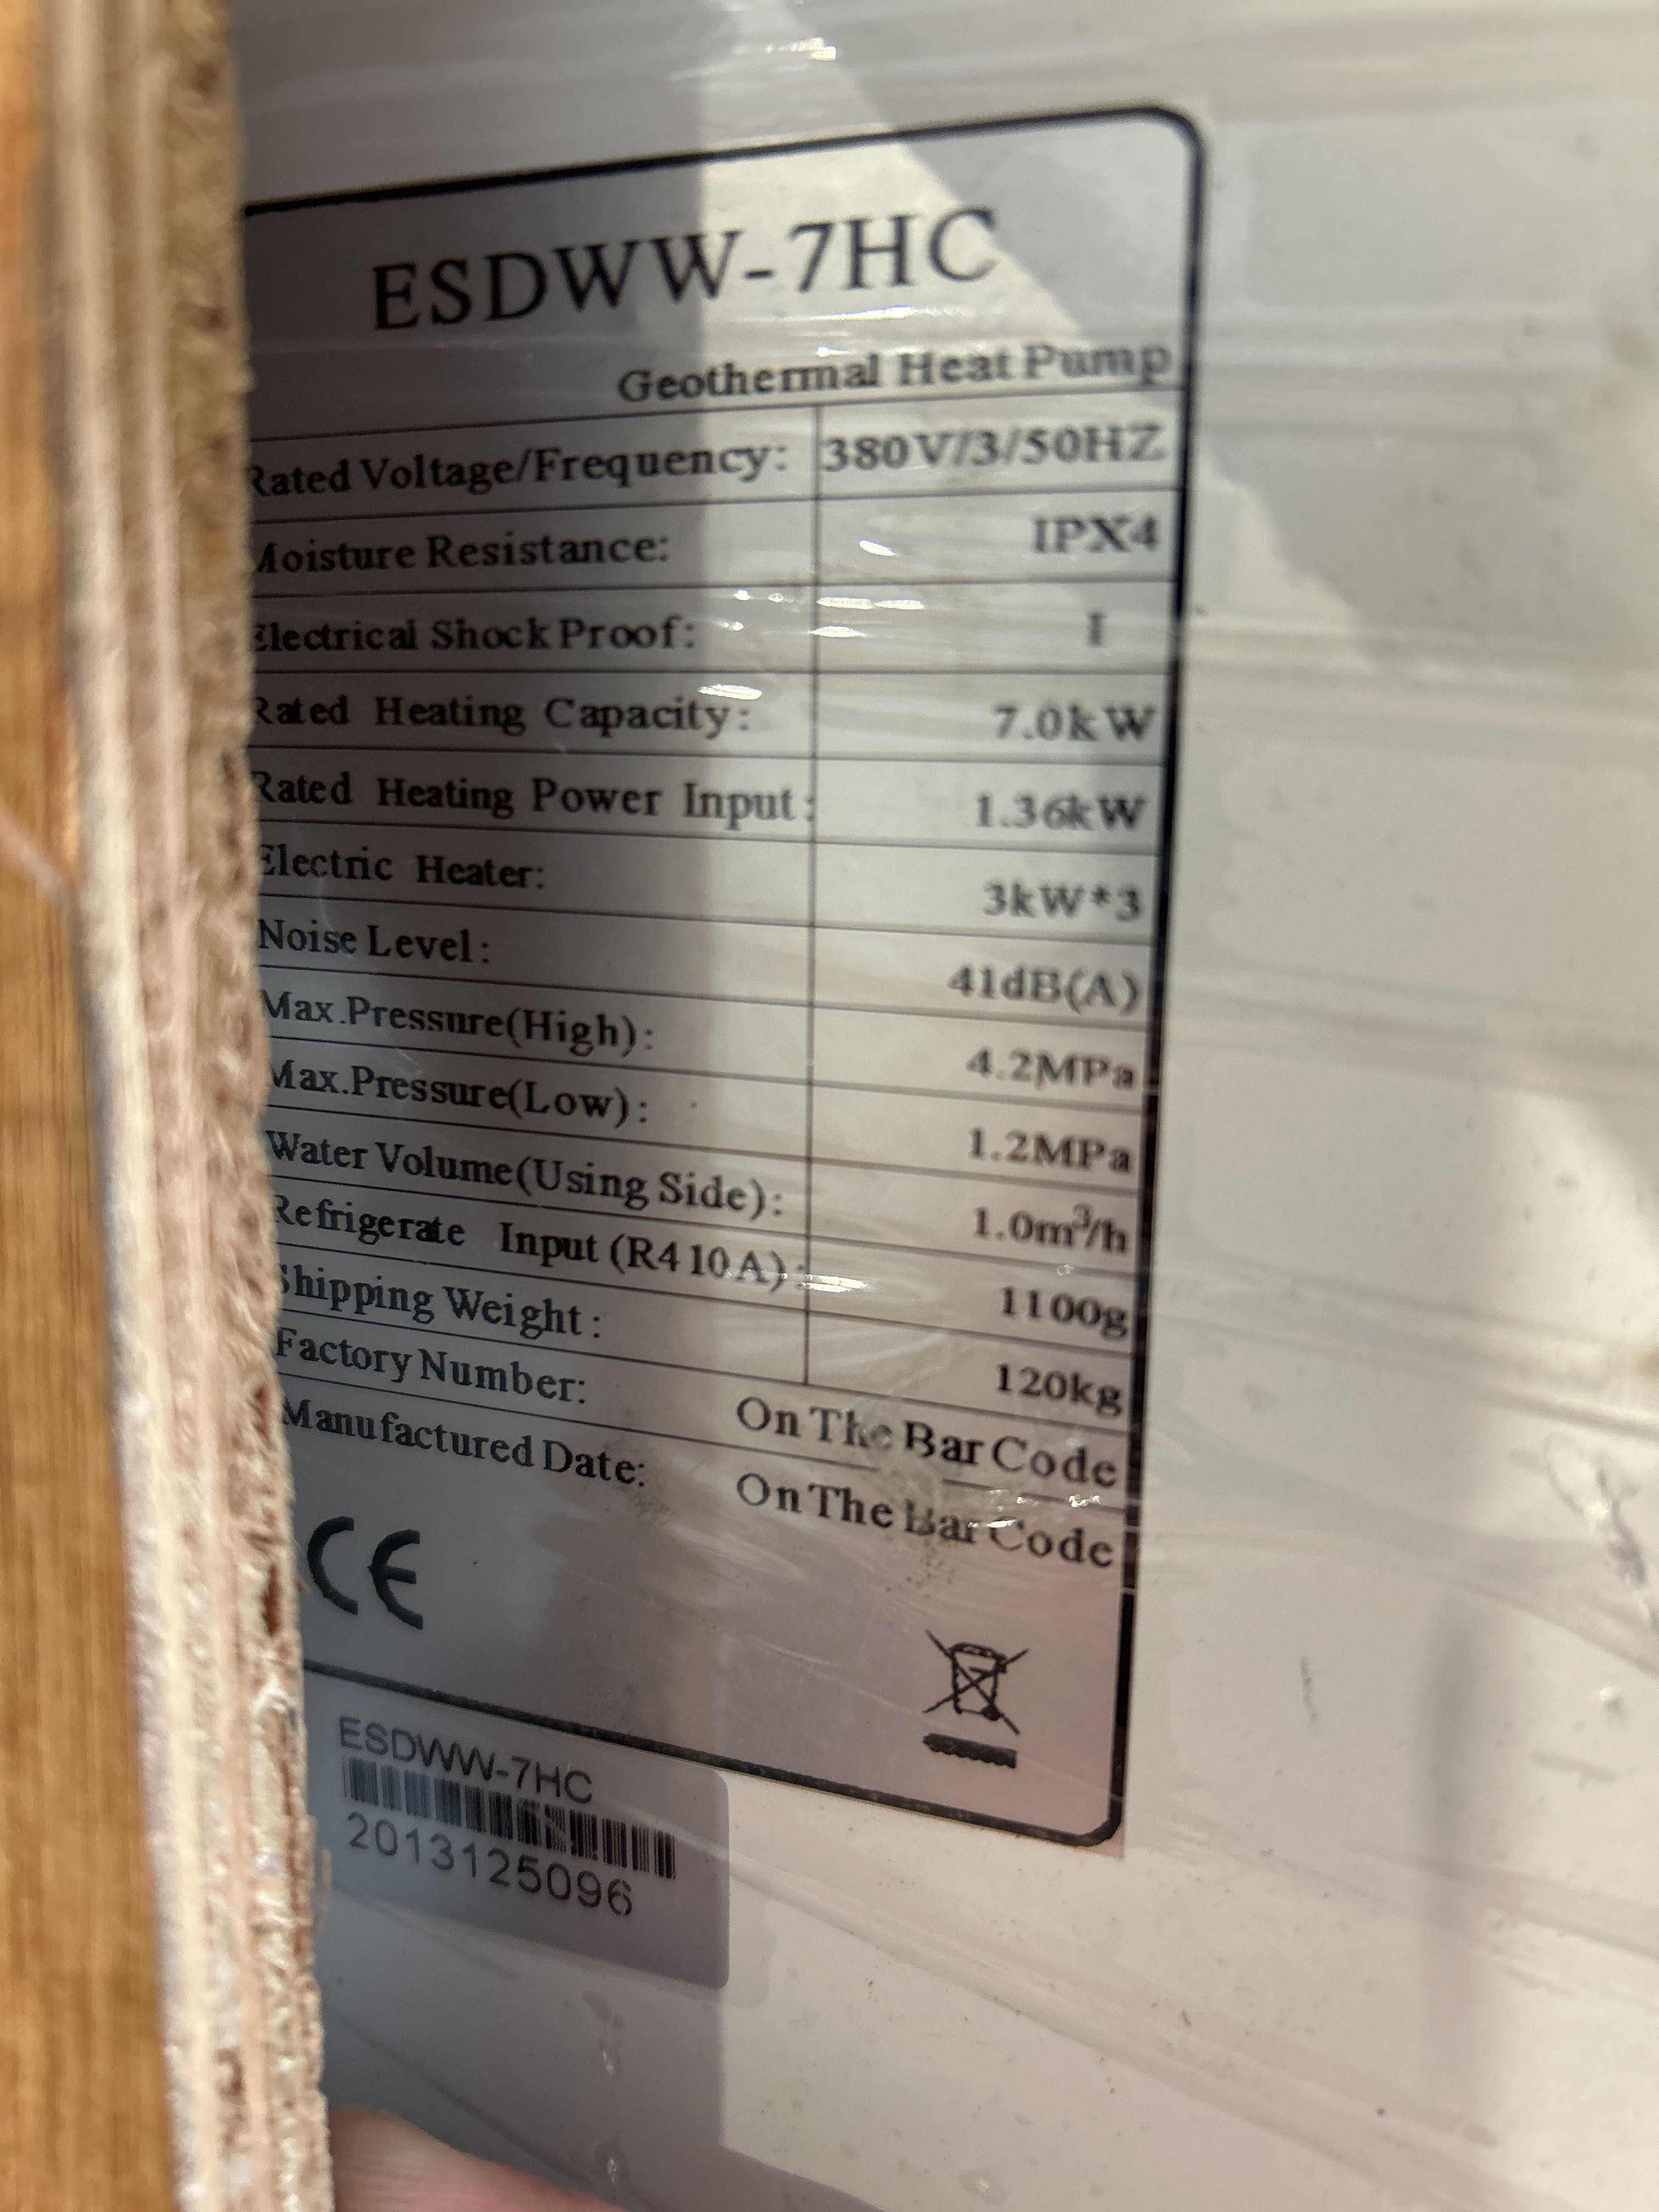 ESDWW-7HC
Geothermal Heat Pump
Rated Voltage/Frequency: 380V/3/50HZ
Moisture Resistance: IPX4
Electrical Shock Proof: I
Rated Heating Capacity: 7.0kW
Rated Heating Power Input: 1.36kW
Electric Heater: 3kW*3
Noise Level: 41dB(A)
Max.Pressure(High): 4.2MPa
Max.Pressure(Low): 1.2MPa
Water Volume(Using Side): 1.0m³/h
Refrigerate Input (R410A): 1100g
Shipping Weight: 120kg
Factory Number: On The Bar Code
Manufactured Date: On The Bar Code
CE
ESDWW-7HC
2013125096